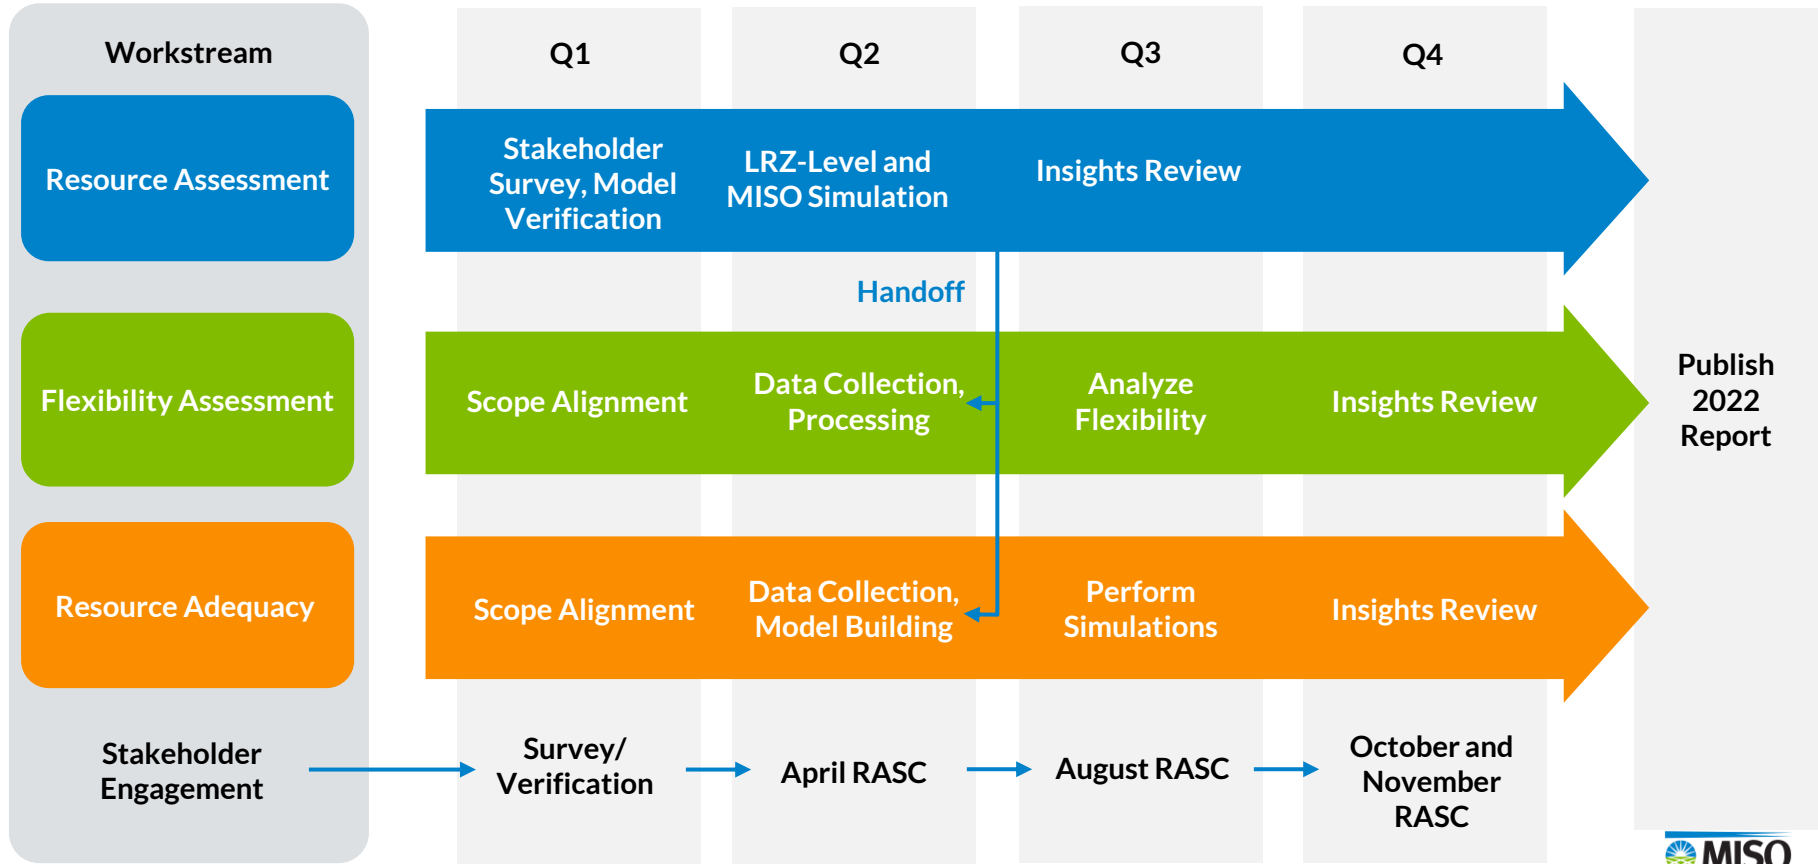 Workstream
Q1
Q2
Q3
Q4
Resource Assessment
Stakeholder
Survey, Model
Verification
LRZ-Level and
MISO Simulation
Insights Review
Handoff
Flexibility Assessment
Scope Alignment
Data Collection,
Processing
Analyze
Flexibility
Insights Review
Publish
2022
Report
Resource Adequacy
Scope Alignment
Data Collection,
Model Building
Perform
Simulations
Insights Review
Stakeholder
Engagement
Survey/
Verification
April RASC
August RASC
October and
November
RASC
MISO